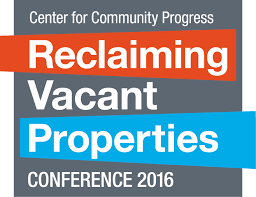 Center for Community Progress
Reclaiming
Vacant
Properties
CONFERENCE 2016